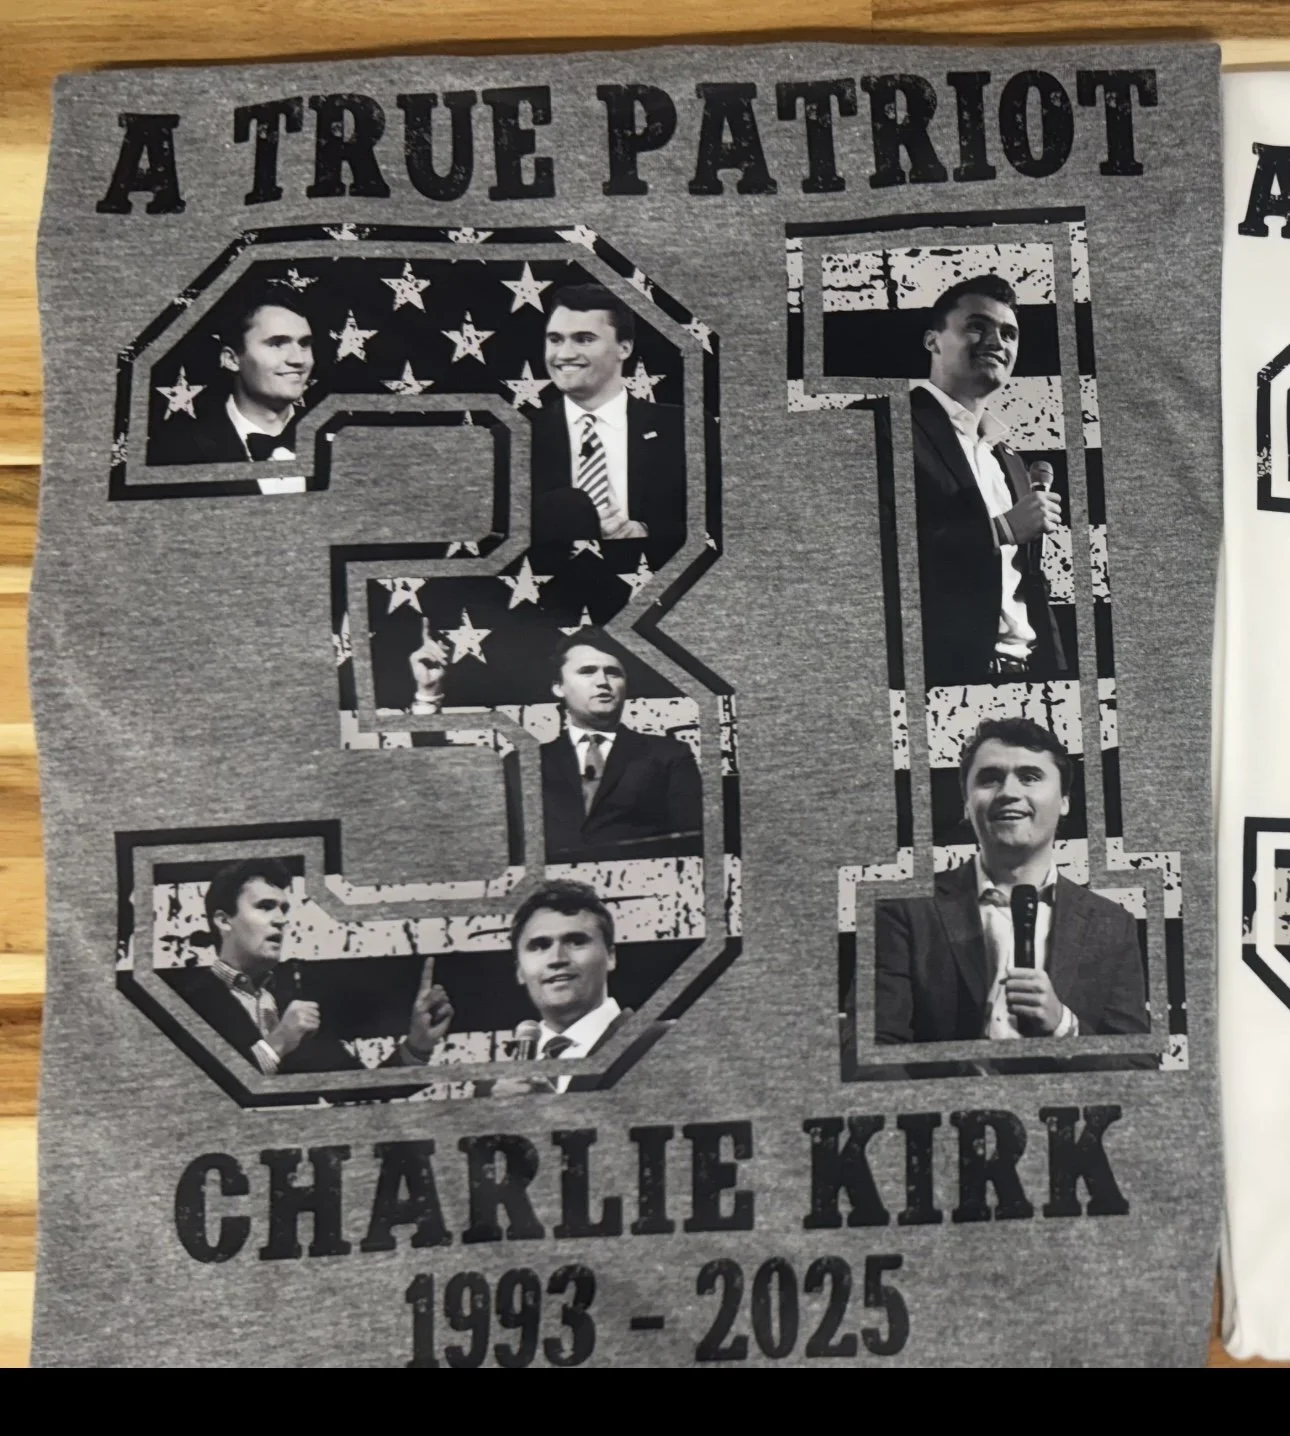 A TRUE PATRIOT
31
CHARLIE KIRK
1993 - 2025
A